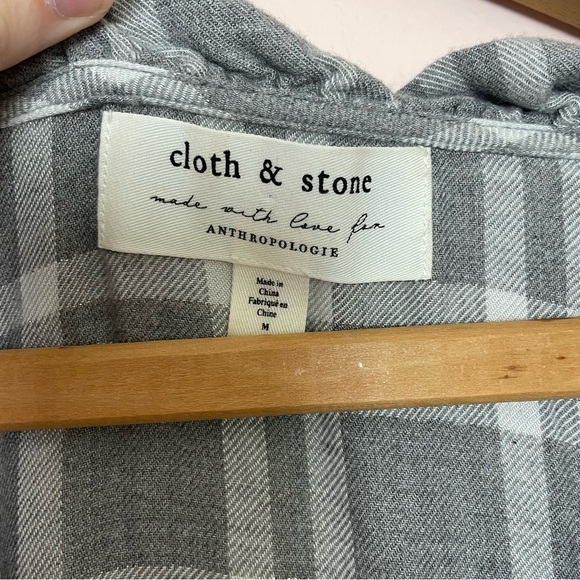 cloth & stone
made with love for
ANTHROPOLOGIE
Made in
China
Fabriqué en
Chine
M